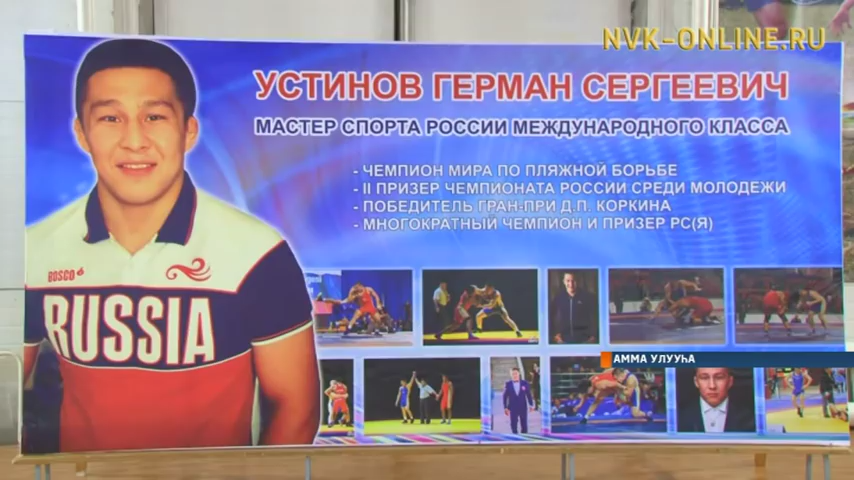 NVK-ONLINE.RU
УСТИНОВ ГЕРМАН СЕРГЕЕВИЧ
МАСТЕР СПОРТА РОССИИ МЕЖДУНАРОДНОГО КЛАССА
- ЧЕМПИОН МИРА ПО ПЛЯЖНОЙ БОРЬБЕ
- II ПРИЗЕР ЧЕМПИОНАТА РОССИИ СРЕДИ МОЛОДЕЖИ
- ПОБЕДИТЕЛЬ ГРАН-ПРИ Д.П. КОРКИНА
- МНОГОКРАТНЫЙ ЧЕМПИОН И ПРИЗЕР РС(Я)
BOSCO
RUSSIA
АММА УЛУУҺА